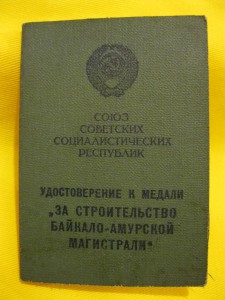 СОЮЗ
СОВЕТСКИХ
СОЦИАЛИСТИЧЕСКИХ
РЕСПУБЛИК
УДОСТОВЕРЕНИЕ К МЕДАЛИ
„ЗА СТРОИТЕЛЬСТВО
БАЙКАЛО-АМУРСКОЙ
МАГИСТРАЛИ“